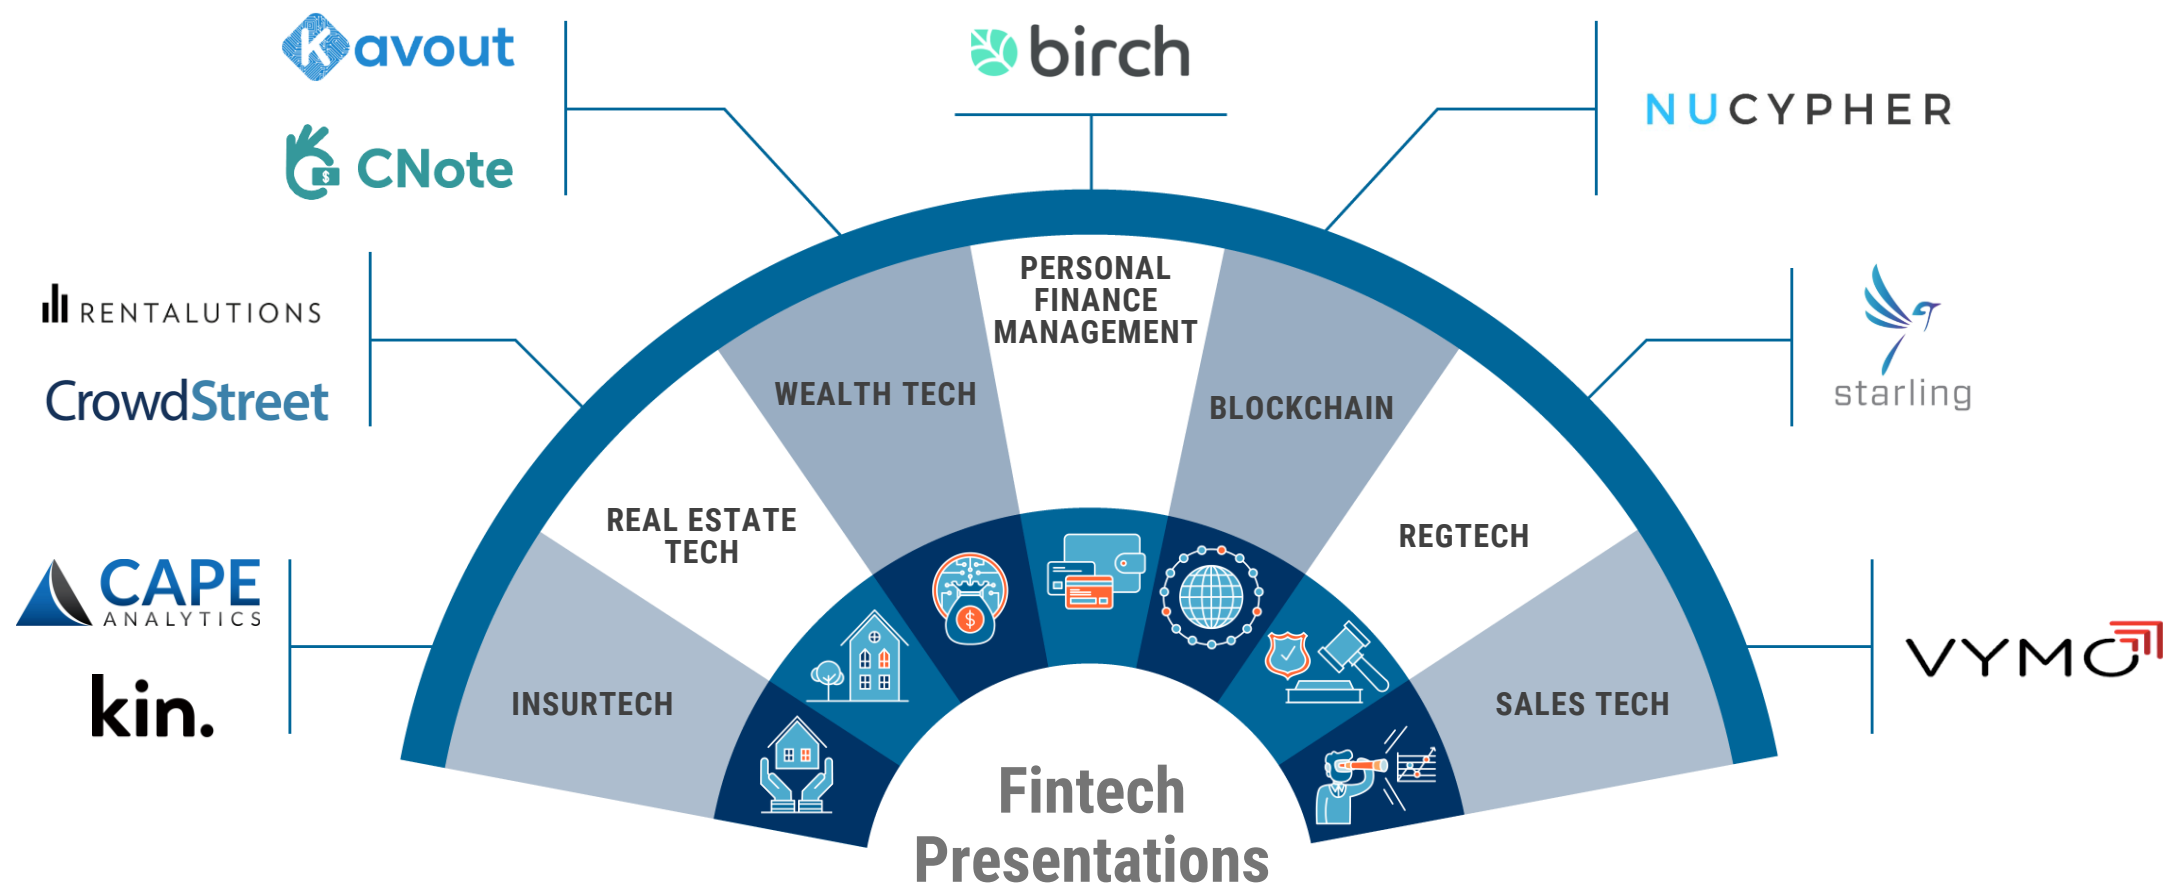 Kavout
CNote
birch
NUCYPHER
RENTALUTIONS
CrowdStreet
starling
CAPE
ANALYTICS
kin.
VYMO
INSURTECH
REAL ESTATE
TECH
WEALTH TECH
PERSONAL
FINANCE
MANAGEMENT
BLOCKCHAIN
REGTECH
SALES TECH
$
$
Fintech
Presentations